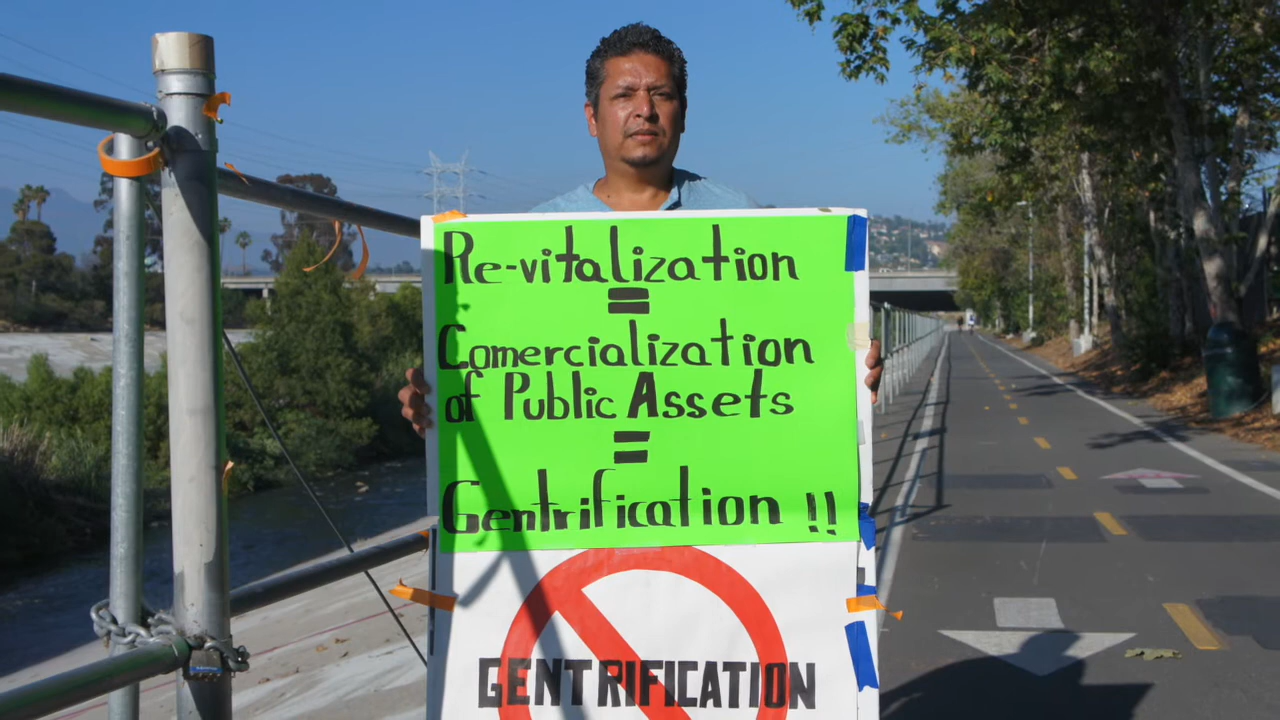 Re-vitalization
=
Comercialization
of Public Assets
=
Gentrification !!
GENTRIFICATION